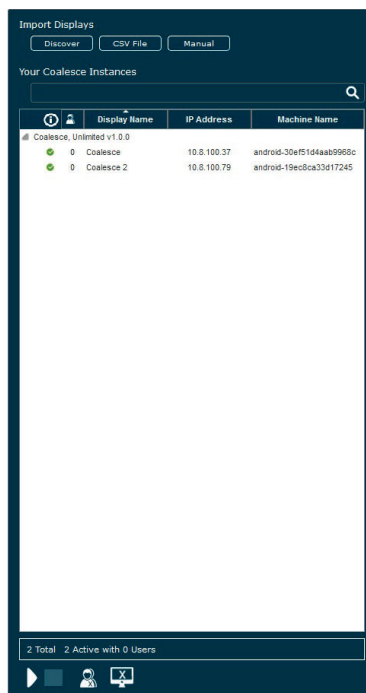 Import Displays
Discover CSV File Manual
Your Coalesce Instances
Display Name IP Address Machine Name
Coalesce, Unlimited v1.0.0
0 Coalesce 10.8.100.37 android-30ef51d4aab9968c
0 Coalesce 2 10.8.100.79 android-19ec8ca33d17245
2 Total 2 Active with 0 Users
X